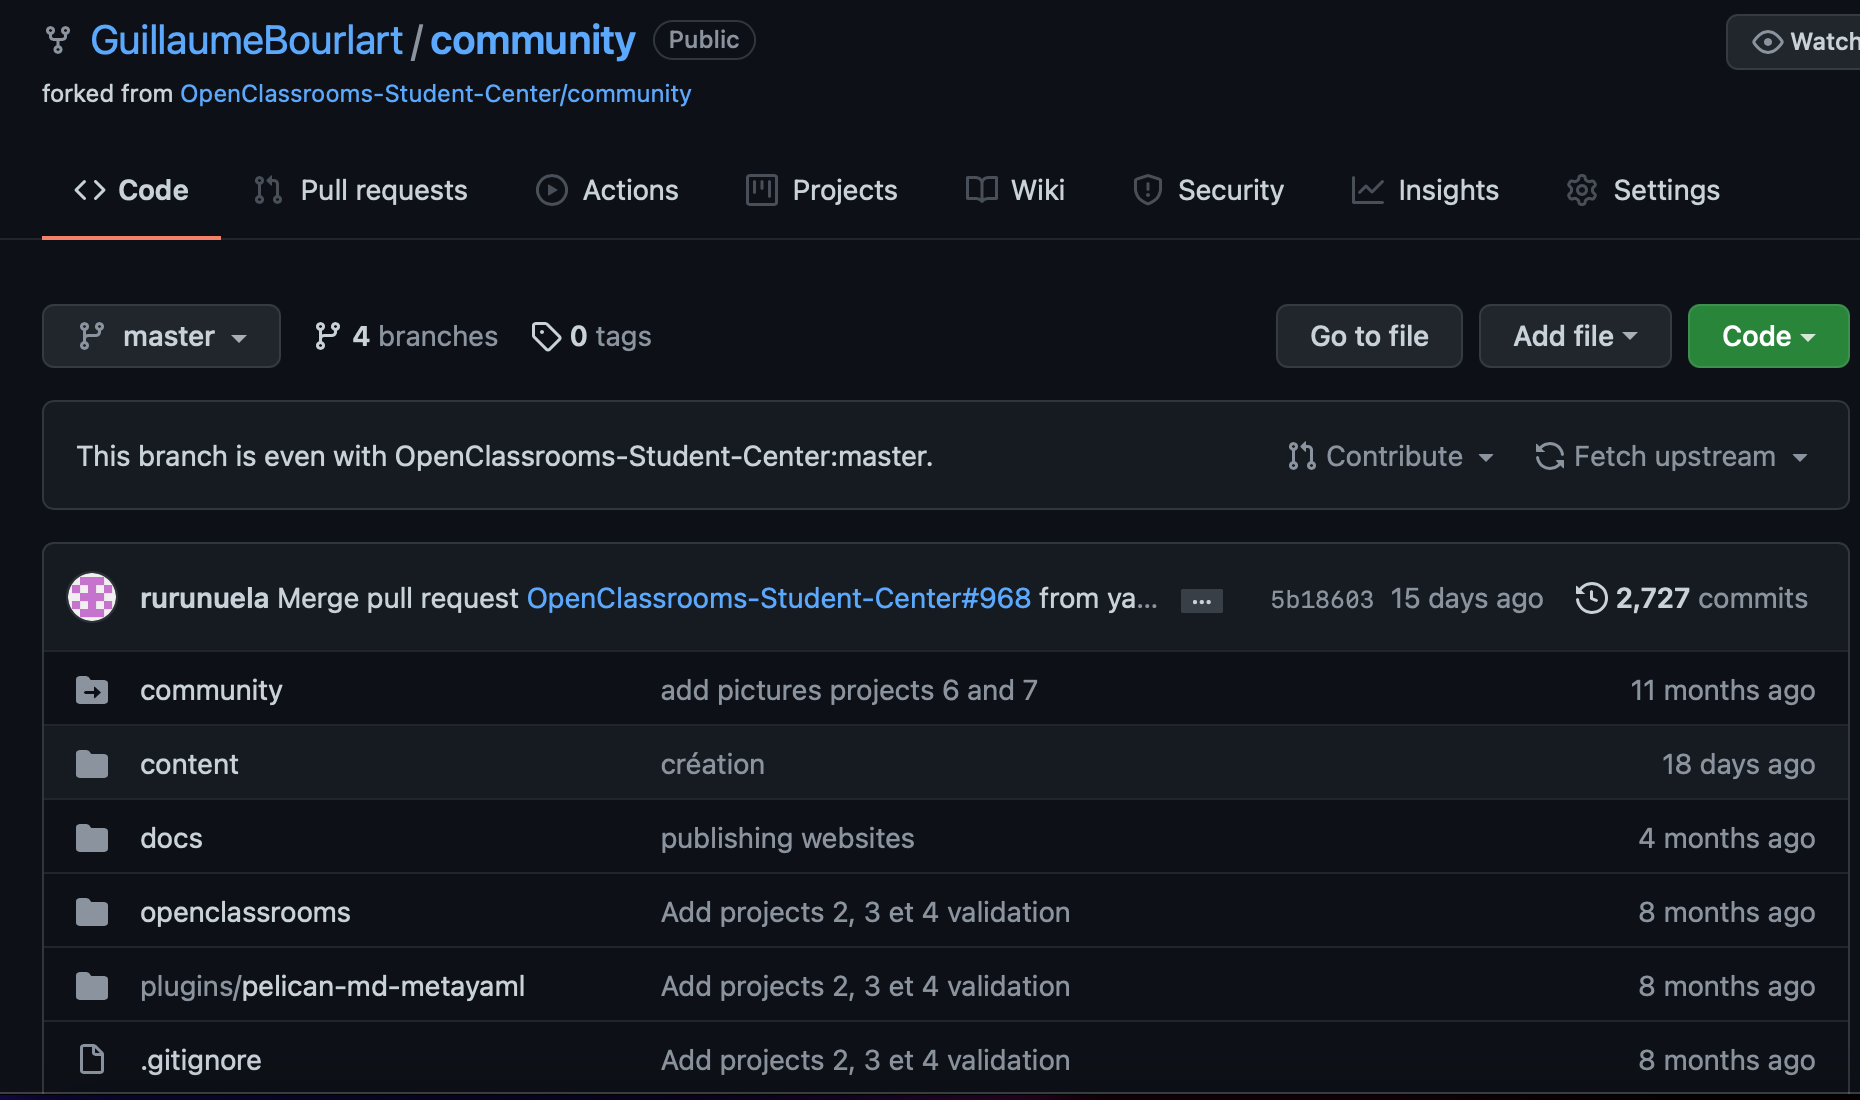 GuillaumeBourlart / community Public Watch
forked from OpenClassrooms-Student-Center/community
<> Code Pull requests Actions Projects Wiki Security Insights Settings
master 4 branches 0 tags Go to file Add file Code
This branch is even with OpenClassrooms-Student-Center:master. Contribute Fetch upstream
rurunuela Merge pull request OpenClassrooms-Student-Center#968 from ya... ... 5b18603 15 days ago 2,727 commits
community add pictures projects 6 and 7 11 months ago
content création 18 days ago
docs publishing websites 4 months ago
openclassrooms Add projects 2, 3 et 4 validation 8 months ago
plugins/pelican-md-metayaml Add projects 2, 3 et 4 validation 8 months ago
.gitignore Add projects 2, 3 et 4 validation 8 months ago